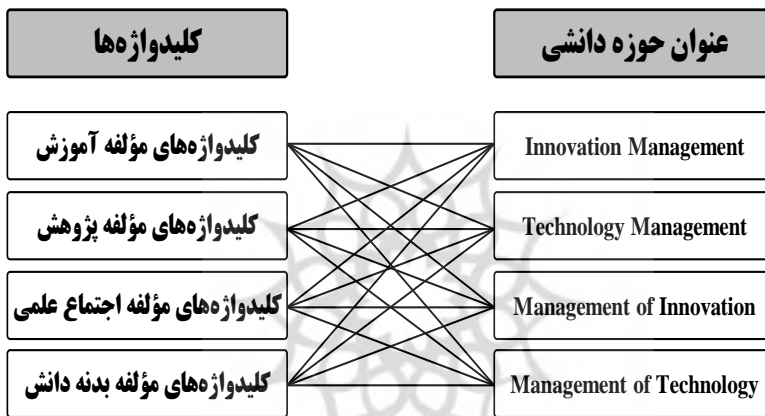 عنوان حوزه دانشی
کلیدواژه‌ها
Innovation Management
کلیدواژه‌های مؤلفه آموزش
Technology Management
کلیدواژه‌های مؤلفه پژوهش
Management of Innovation
کلیدواژه‌های مؤلفه اجتماع علمی
Management of Technology
کلیدواژه‌های مؤلفه بدنه دانش